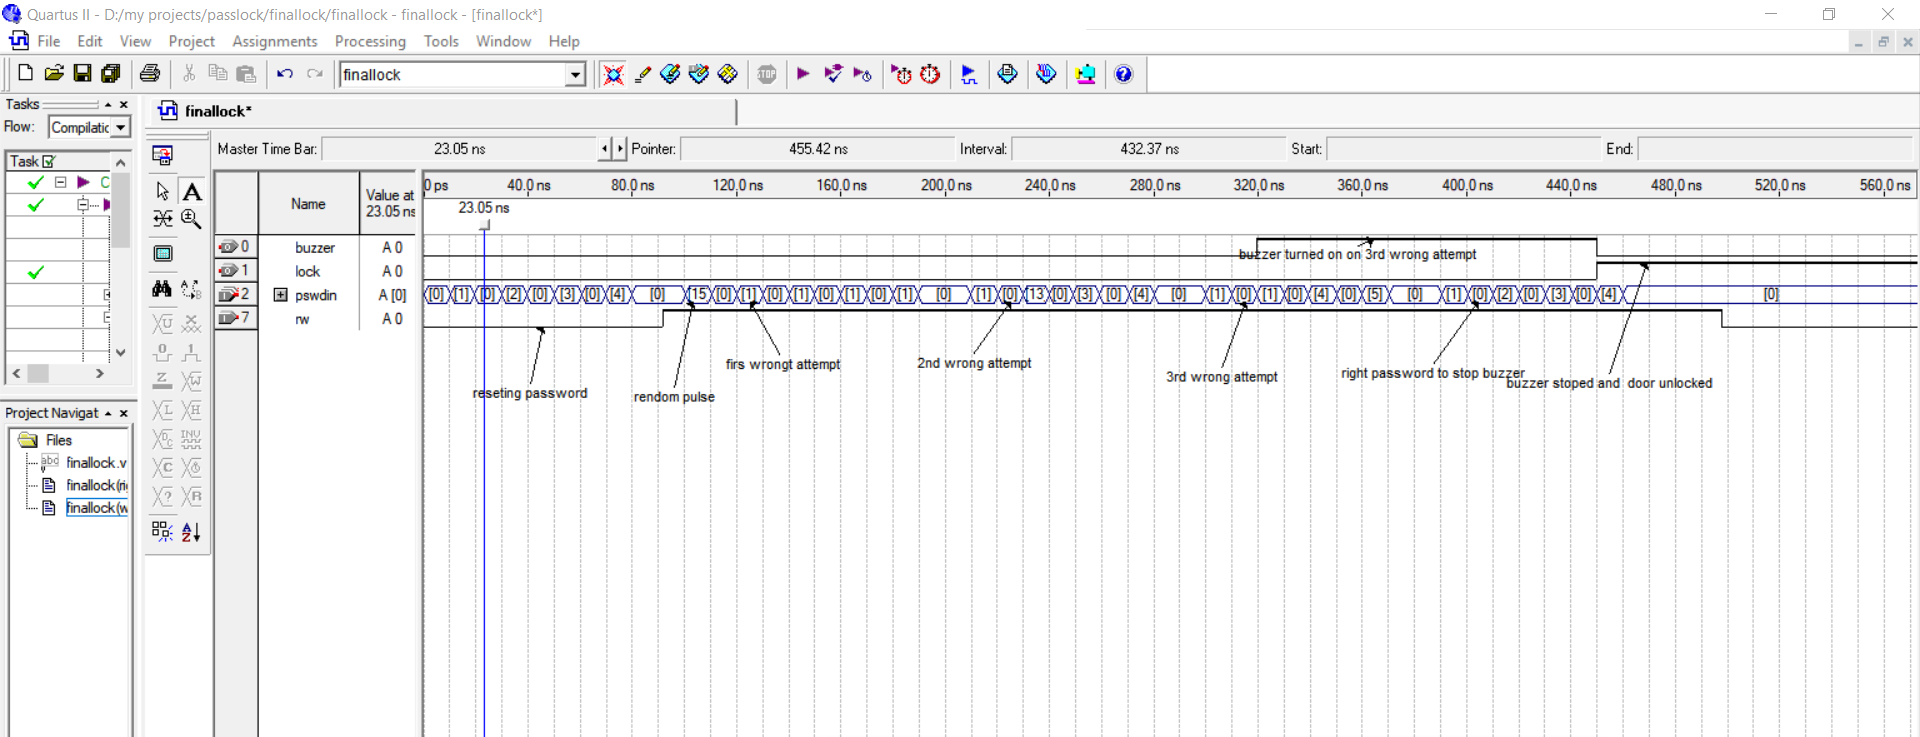 Quartus II - D:/my projects/passlock/finallock/finallock - finallock - [finallock*]
File Edit View Project Assignments Processing Tools Window Help
finallock
Tasks
Flow: Compilatic
Task
C
finallock*
Master Time Bar: 23.05 ns Pointer: 455.42 ns Interval: 432.37 ns Start: End:
Name
Value at
23.05 ns
0 ps 40.0 ns 80.0 ns 120.0 ns 160.0 ns 200.0 ns 240.0 ns 280.0 ns 320.0 ns 360.0 ns 400.0 ns 440.0 ns 480.0 ns 520.0 ns 560.0 ns
23.05 ns
0 buzzer A 0
buzzer turned on on 3rd wrong attempt
1 lock A 0
2 pswdin A [0] [0] [1] [0] [2] [0] [3] [0] [4] [0] [15 [0] [1] [0] [1] [0] [1] [0] [1] [0] [1] [0] [13 [0] [3] [0] [4] [0] [1] [0] [1] [0] [4] [0] [5] [0] [1] [0] [2] [0] [3] [0] [4] [0]
7 rw A 0
reseting password
rendom pulse
firs wrongt attempt
2nd wrong attempt
3rd wrong attempt
right password to stop buzzer
buzzer stoped and door unlocked
Project Navigat
Files
finallock.v
finallock(ri
finallock(w